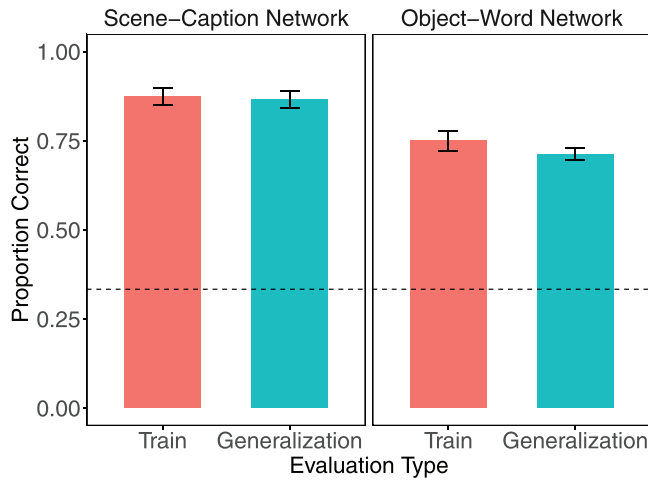 Scene−Caption Network
Object−Word Network
Proportion Correct
1.00
0.75
0.50
0.25
0.00
Train
Generalization
Train
Generalization
Evaluation Type